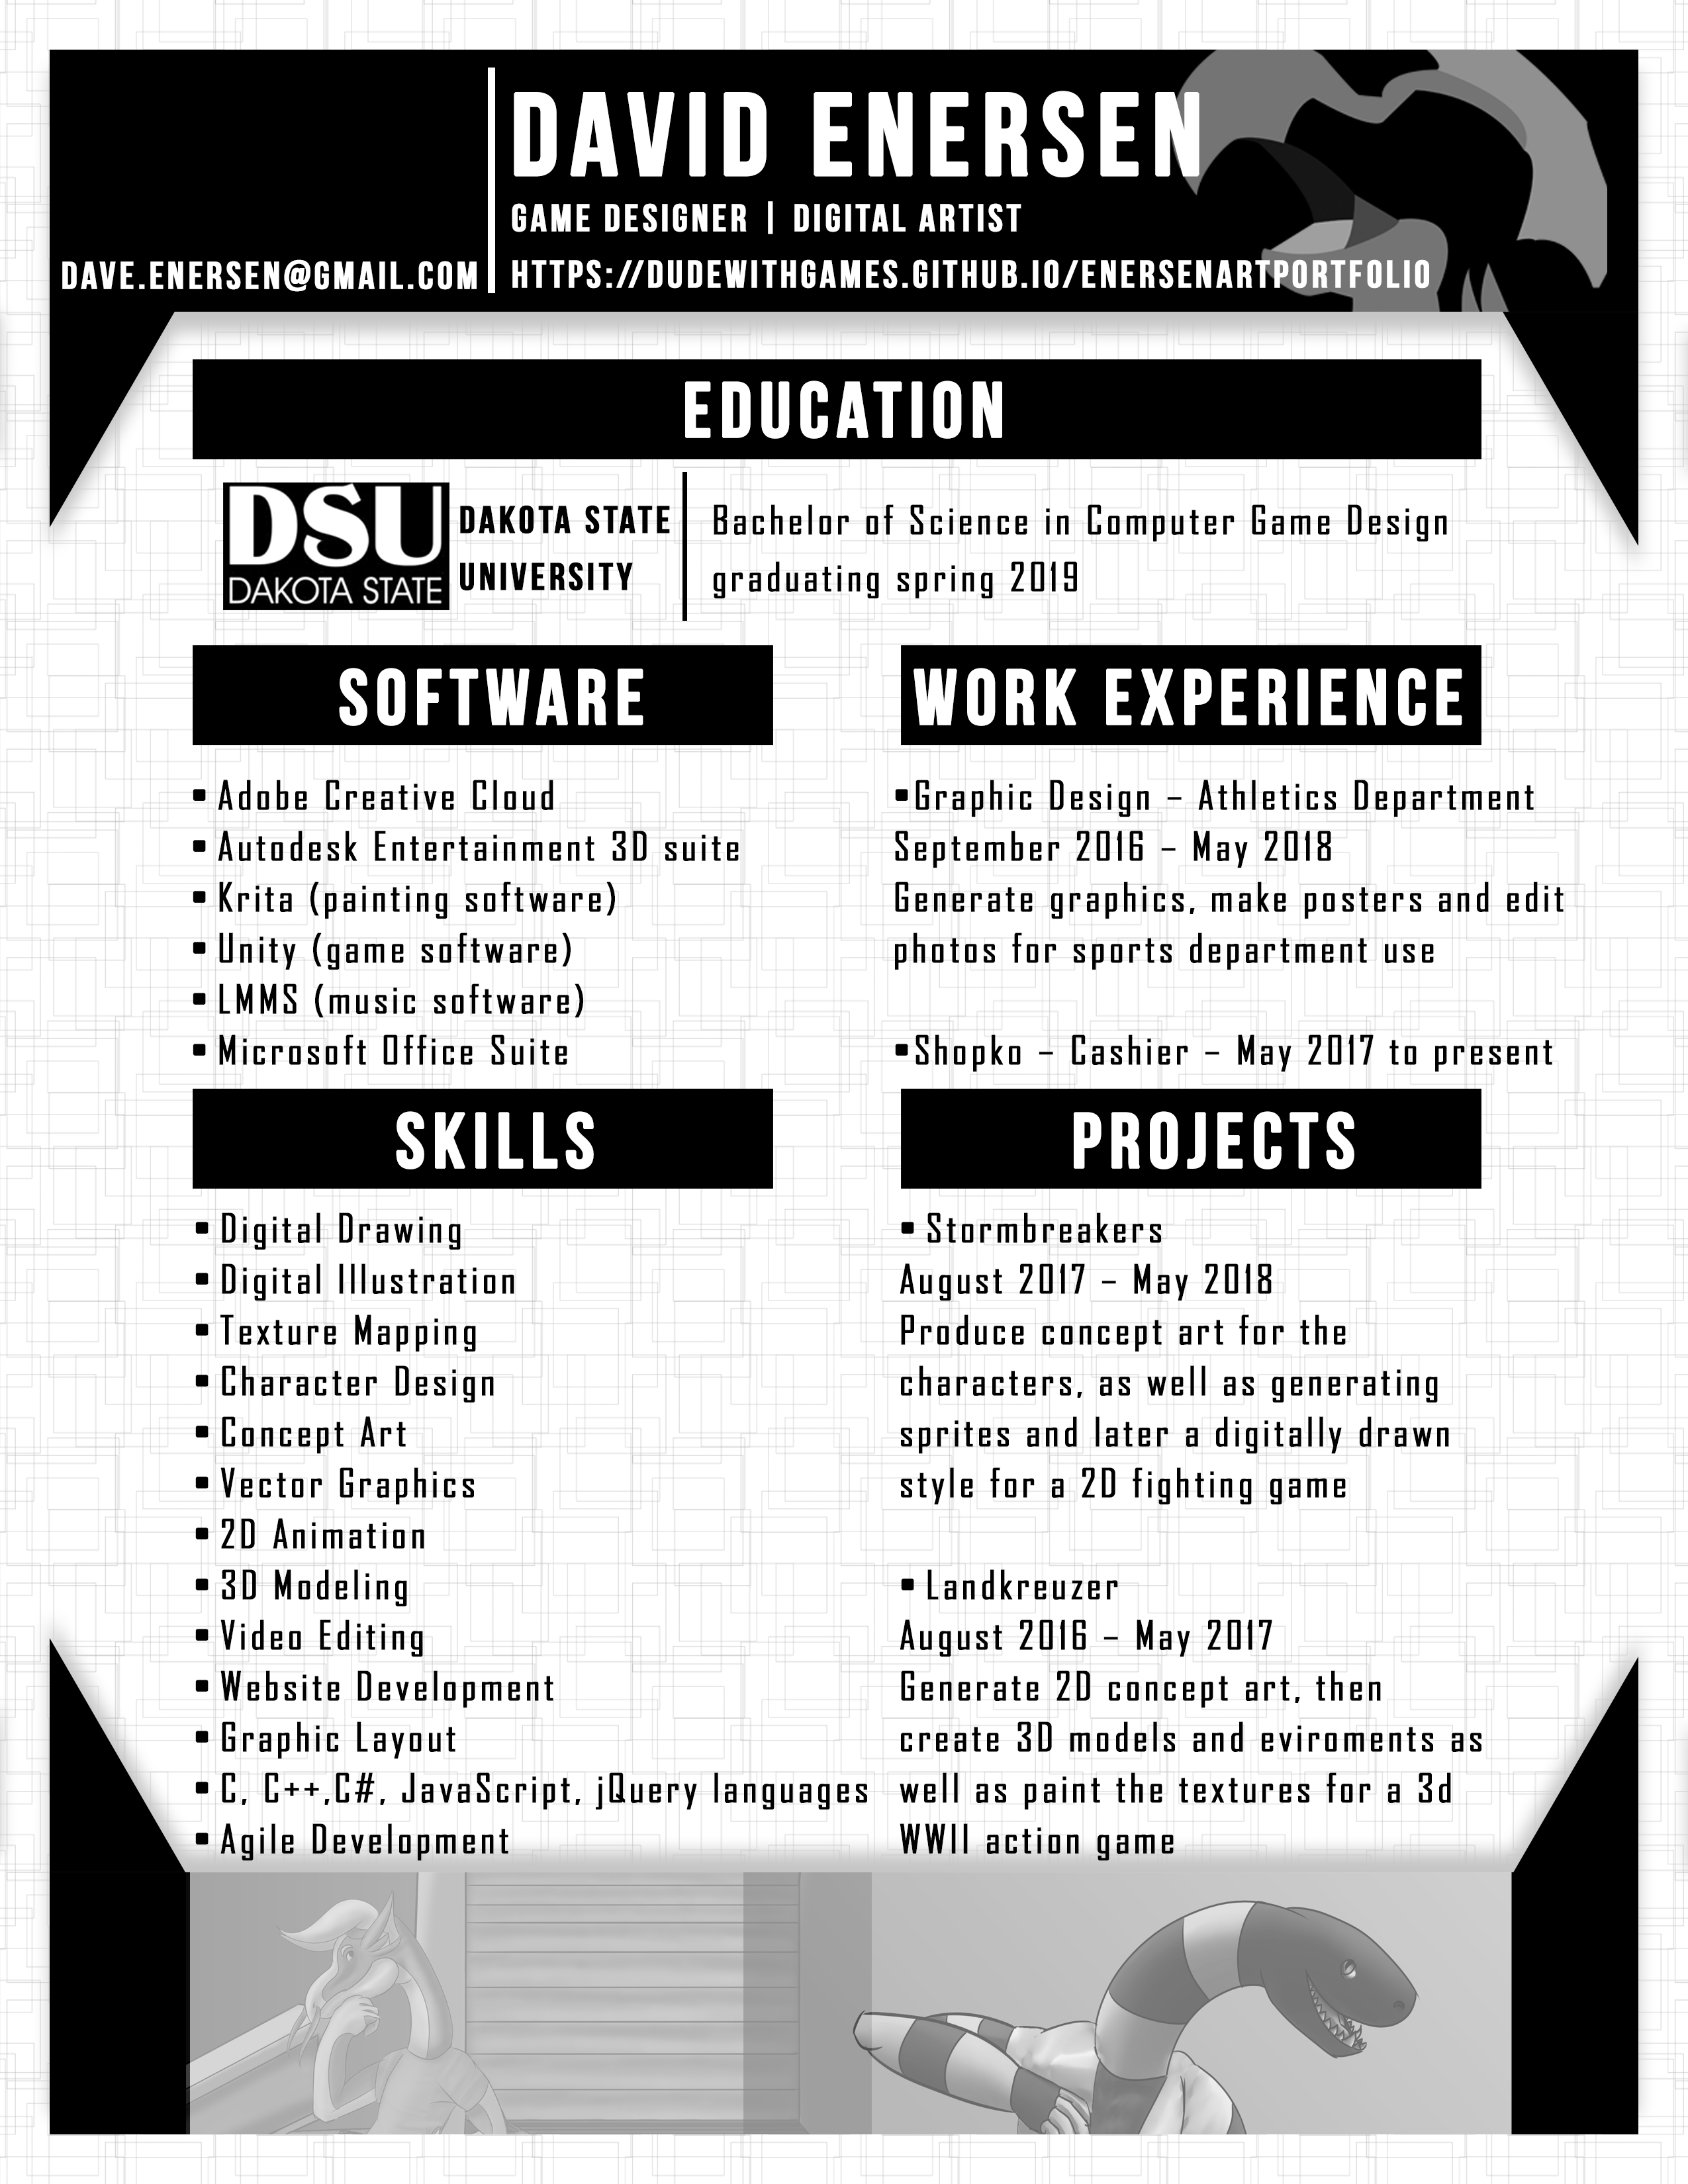 DAVID ENERSEN
GAME DESIGNER | DIGITAL ARTIST
DAVE.ENERSEN@GMAIL.COM
HTTPS://DUDEWITHGAMES.GITHUB.IO/ENERSENARTPORTFOLIO
EDUCATION
DSU
DAKOTA STATE
DAKOTA STATE
UNIVERSITY
Bachelor of Science in Computer Game Design
graduating spring 2019
SOFTWARE
▪ Adobe Creative Cloud
▪ Autodesk Entertainment 3D suite
▪ Krita (painting software)
▪ Unity (game software)
▪ LMMS (music software)
▪ Microsoft Office Suite
WORK EXPERIENCE
▪Graphic Design – Athletics Department
September 2016 – May 2018
Generate graphics, make posters and edit
photos for sports department use
▪Shopko – Cashier – May 2017 to present
SKILLS
▪ Digital Drawing
▪ Digital Illustration
▪ Texture Mapping
▪ Character Design
▪ Concept Art
▪ Vector Graphics
▪ 2D Animation
▪ 3D Modeling
▪ Video Editing
▪ Website Development
▪ Graphic Layout
▪ C, C++,C#, JavaScript, jQuery languages
▪ Agile Development
PROJECTS
▪ Stormbreakers
August 2017 – May 2018
Produce concept art for the
characters, as well as generating
sprites and later a digitally drawn
style for a 2D fighting game
▪ Landkreuzer
August 2016 – May 2017
Generate 2D concept art, then
create 3D models and eviroments as
well as paint the textures for a 3d
WWII action game